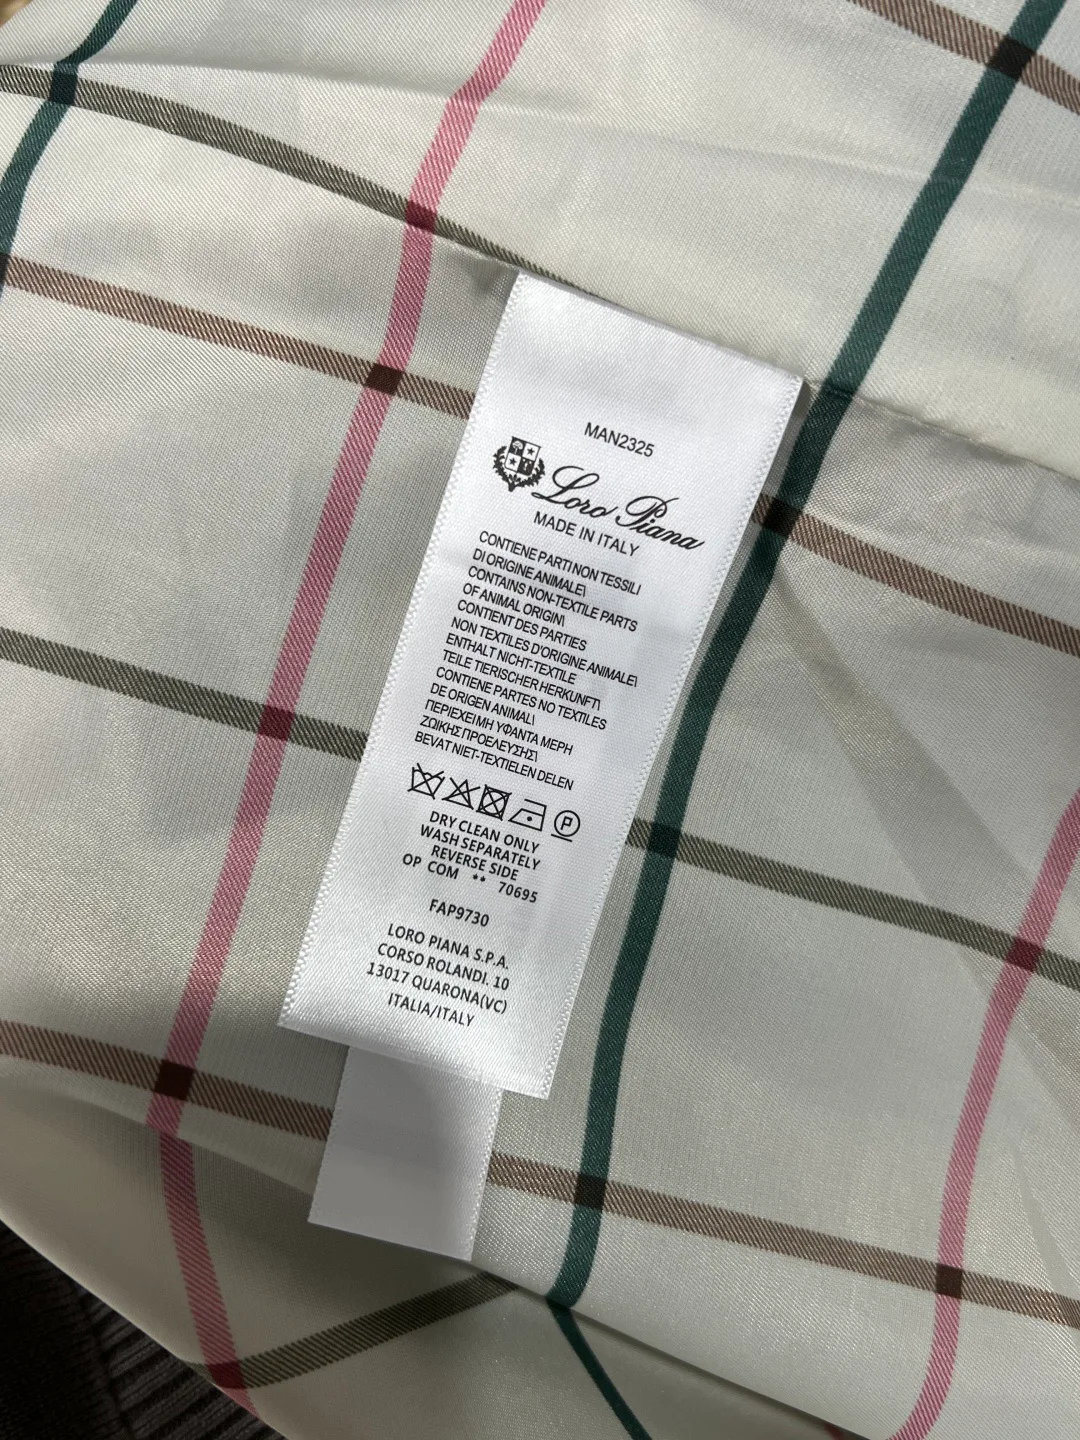 MAN2325
Loro Piana
MADE IN ITALY
CONTIENE PARTI NON TESSILI
DI ORIGINE ANIMALE\
CONTAINS NON-TEXTILE PARTS
OF ANIMAL ORIGIN\
CONTIENT DES PARTIES
NON TEXTILES D'ORIGINE ANIMALE\
ENTHALT NICHT-TEXTILE
TEILE TIERISCHER HERKUNFT\
CONTIENE PARTES NO TEXTILES
DE ORIGEN ANIMAL\
ΠΕΡΙΕΧΕΙ ΜΗ ΥΦΑΝΤΑ ΜΕΡΗ
ΖΩΙΚΗΣ ΠΡΟΕΛΕΥΣΗΣ\
BEVAT NIET-TEXTIELEN DELEN
P
DRY CLEAN ONLY
WASH SEPARATELY
REVERSE SIDE
OP COM ** 70695
FAP9730
LORO PIANA S.P.A.
CORSO ROLANDI. 10
13017 QUARONA(VC)
ITALIA/ITALY